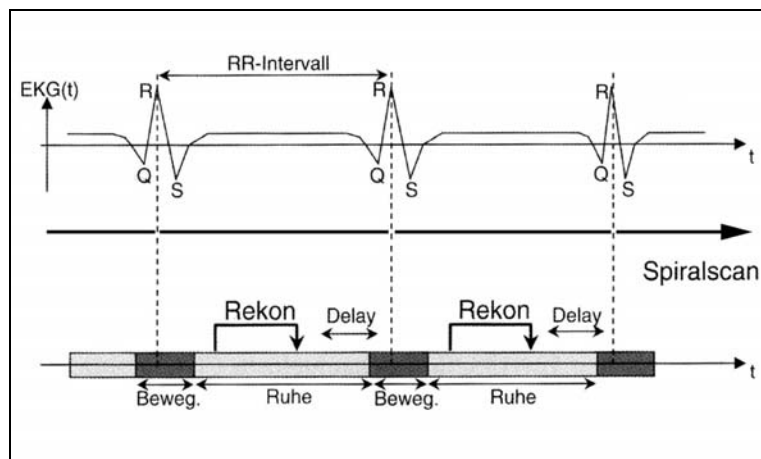 RR-Intervall
EKG(t)
R R R
t
Q S Q S Q S
Spiralscan
Rekon Delay Rekon Delay
t
Beweg. Ruhe Beweg. Ruhe